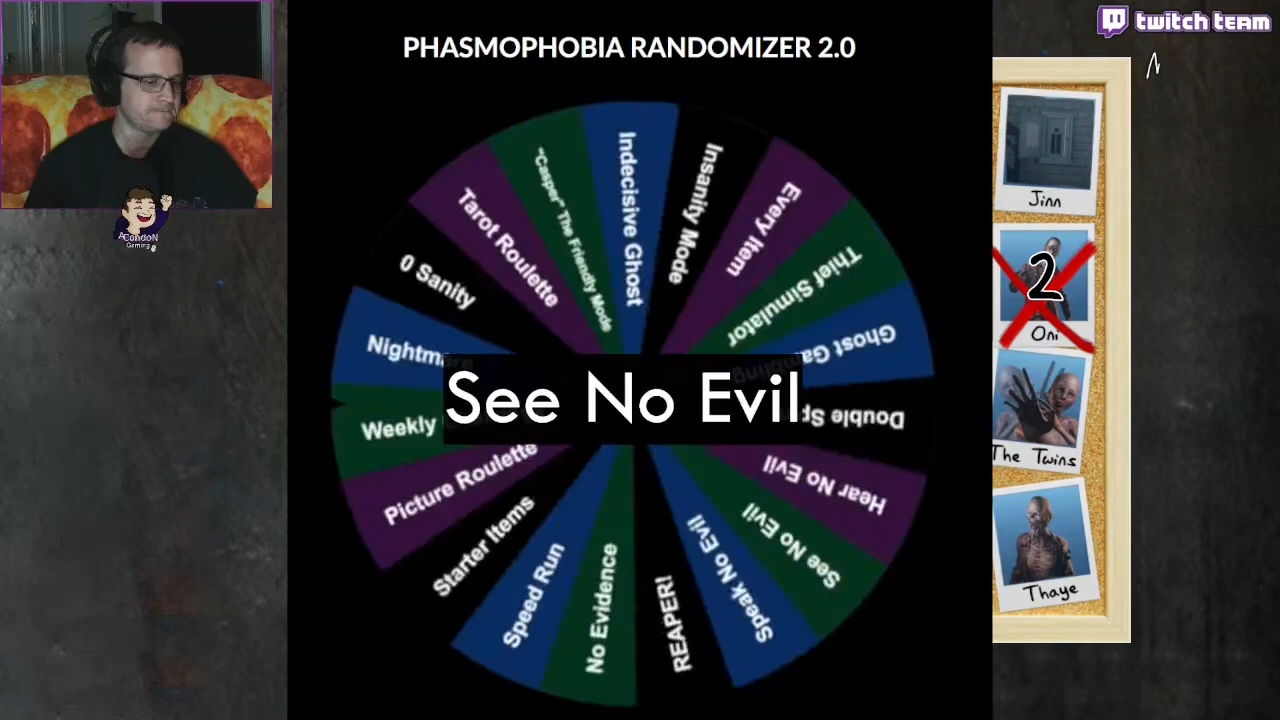 PHASMOPHOBIA RANDOMIZER 2.0
twitch team
ACandoN
Gaming
Indecisive Ghost
Insanity Mode
Every Item
Thief Simulator
Ghost
Double
Hear No Evil
See No Evil
Speak No Evil
REAPER!
No Evidence
Speed Run
Starter Items
Picture Roulette
Weekly
0 Sanity
Tarot Roulette
"Casper" The Friendly Mode
See No Evil
Jinn
2
Oni
The Twins
Thaye